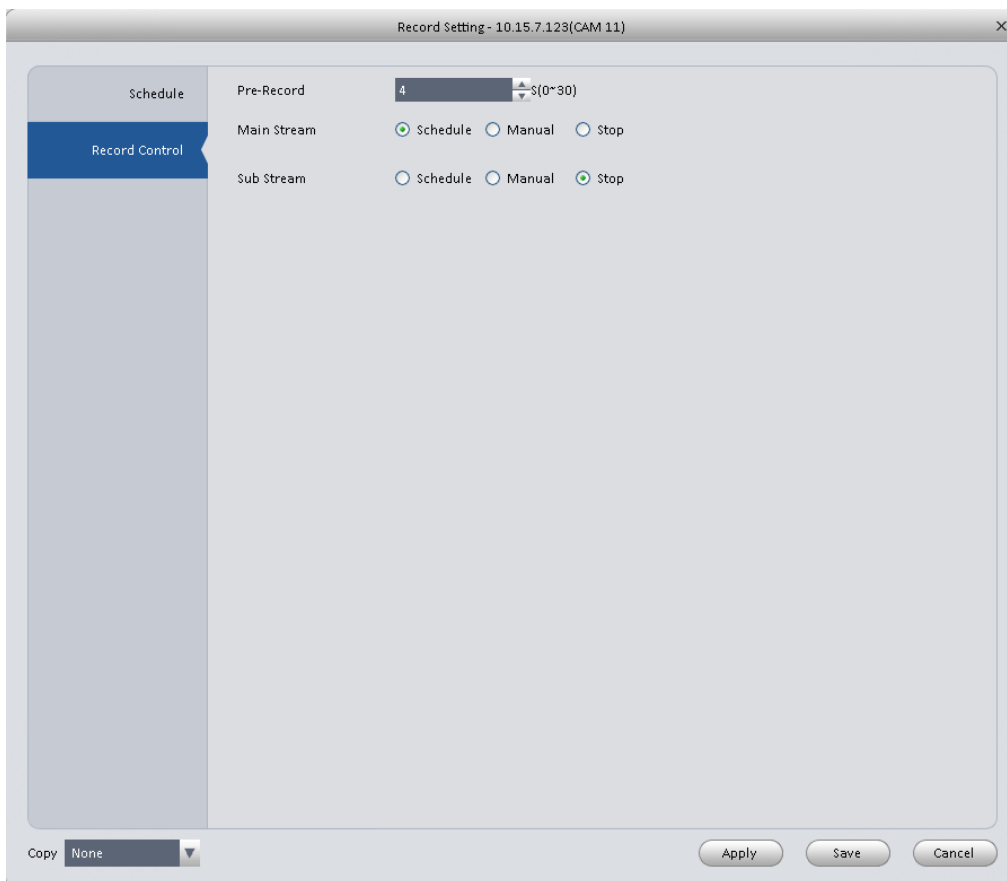 Record Setting - 10.15.7.123(CAM 11)
Schedule
Record Control
Pre-Record 4 S(0~30)
Main Stream Schedule Manual Stop
Sub Stream Schedule Manual Stop
Copy None Apply Save Cancel